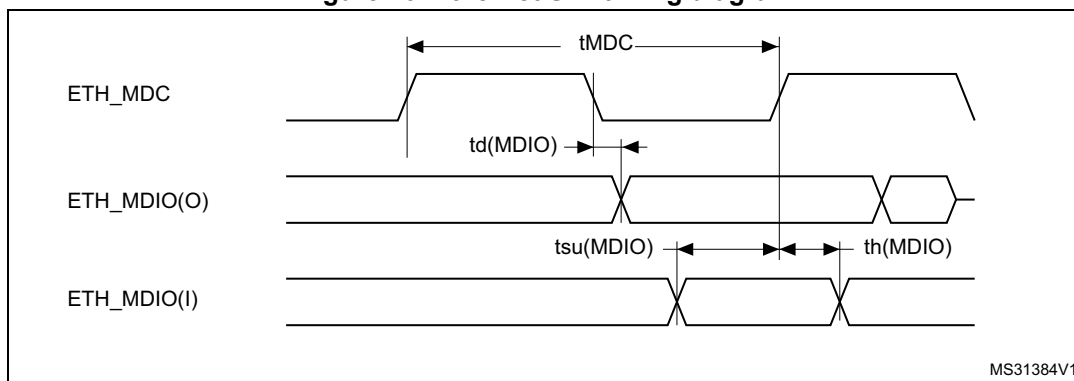 tMDC
ETH_MDC
td(MDIO)
ETH_MDIO(O)
tsu(MDIO) th(MDIO)
ETH_MDIO(I)
MS31384V1